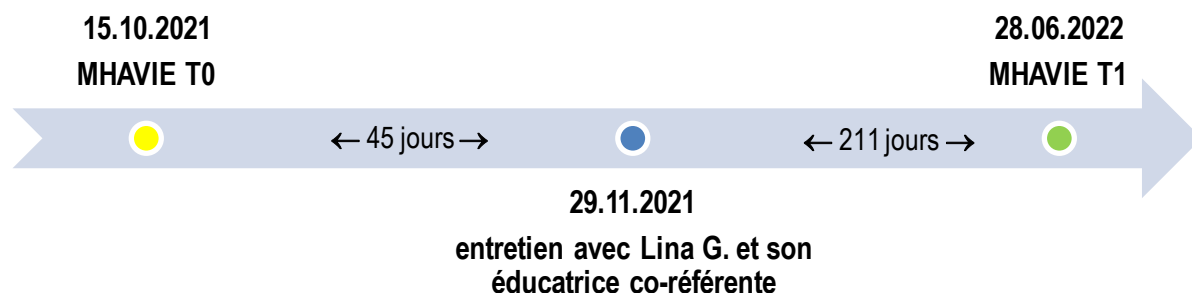 15.10.2021
MHAVIE T0
28.06.2022
MHAVIE T1
← 45 jours →
← 211 jours →
29.11.2021
entretien avec Lina G. et son
éducatrice co-référente